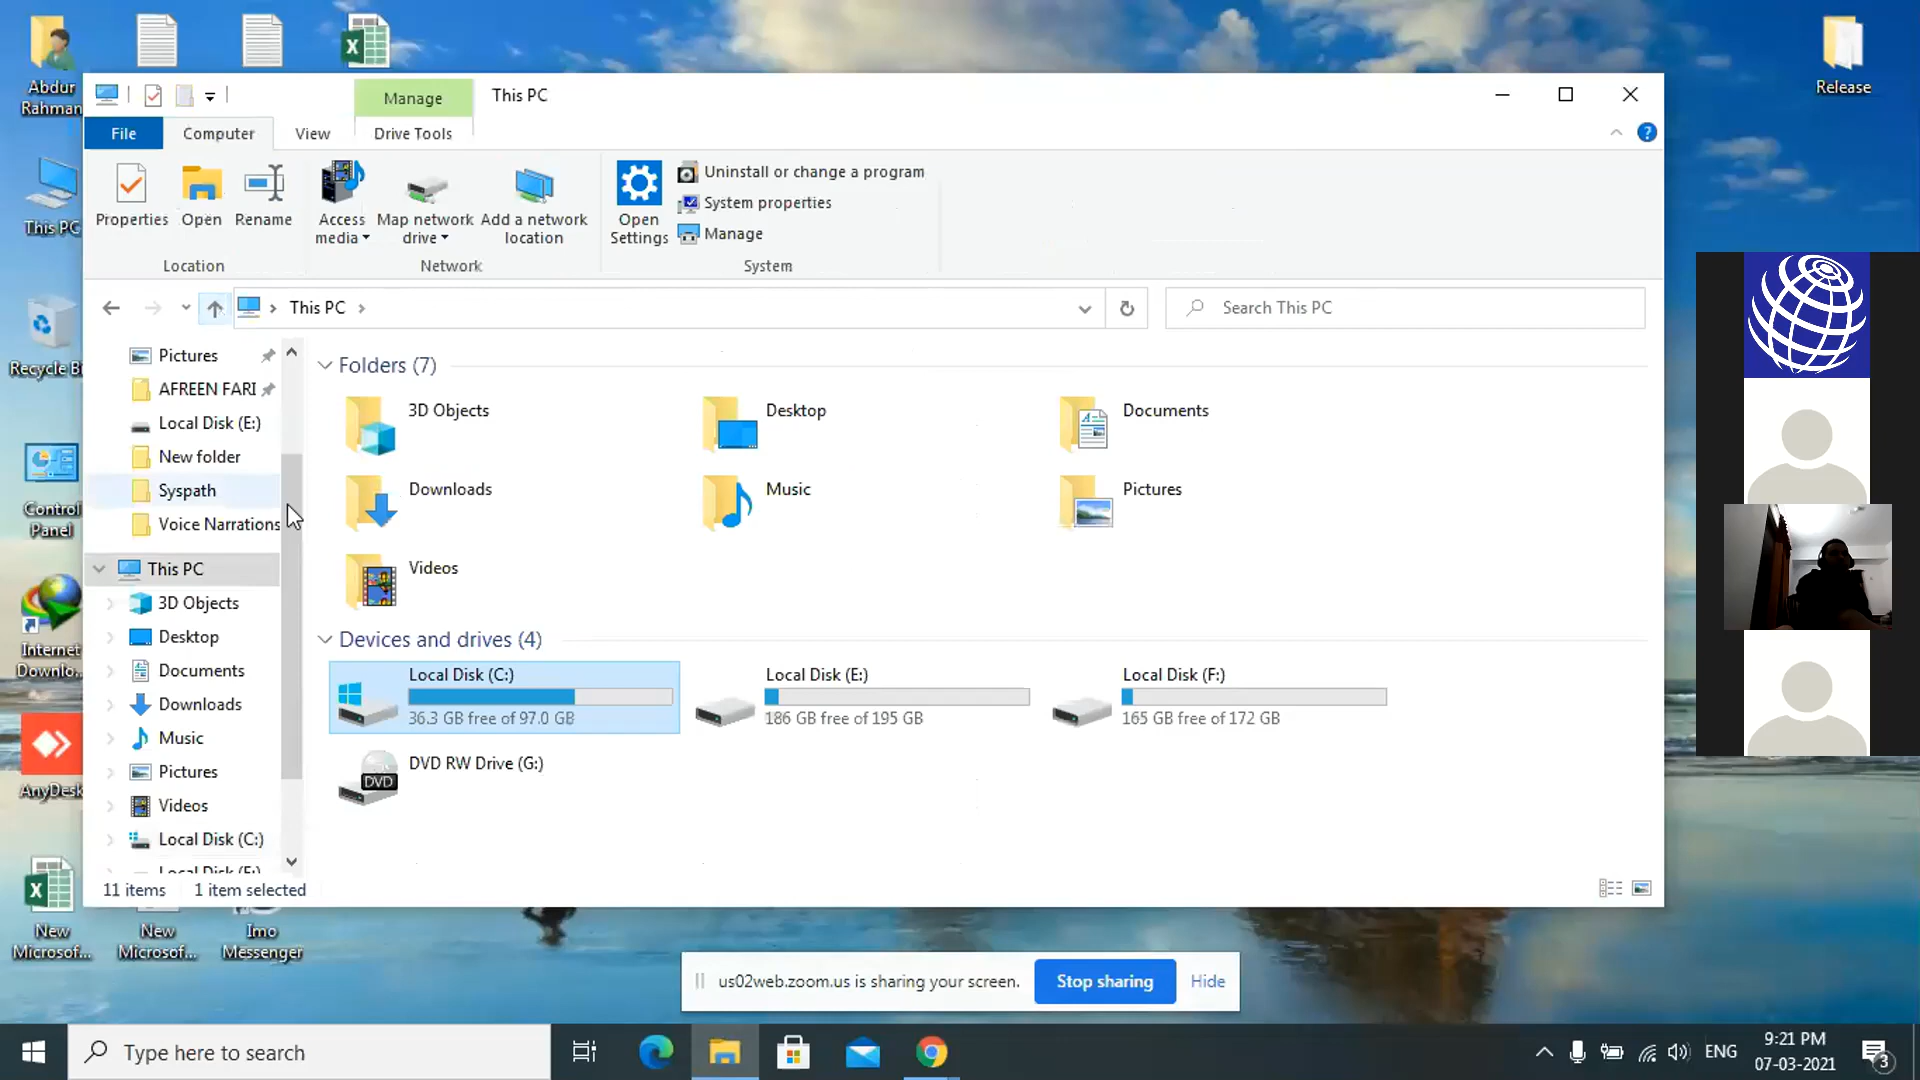 Abdur
Rahman
Release
Manage
This PC
File
Computer
View
Drive Tools
Properties
Open
Rename
Access
media
Map network
drive
Add a network
location
Open
Settings
Uninstall or change a program
System properties
Manage
Location
Network
System
This PC
Search This PC
This PC
Recycle Bi
Control
Panel
Internet
Downlo...
AnyDesk
Pictures
AFREEN FARI
Local Disk (E:)
New folder
Syspath
Voice Narrations
This PC
3D Objects
Desktop
Documents
Downloads
Music
Pictures
Videos
Local Disk (C:)
Folders (7)
3D Objects
Desktop
Documents
Downloads
Music
Pictures
Videos
Devices and drives (4)
Local Disk (C:)
36.3 GB free of 97.0 GB
Local Disk (E:)
186 GB free of 195 GB
Local Disk (F:)
165 GB free of 172 GB
DVD
DVD RW Drive (G:)
11 items
1 item selected
New
Microsof...
New
Microsof...
Imo
Messenger
us02web.zoom.us is sharing your screen.
Stop sharing
Hide
Type here to search
ENG
9:21 PM
07-03-2021
3